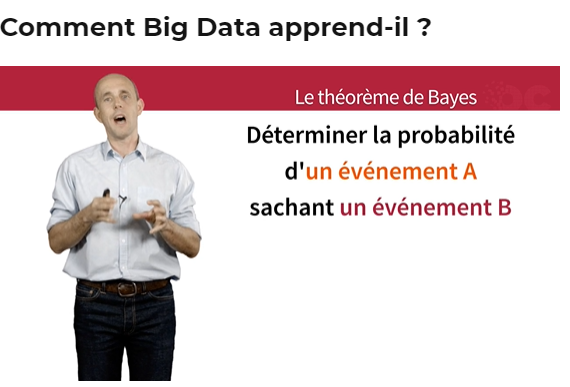 Comment Big Data apprend-il ?
Le théorème de Bayes
Déterminer la probabilité
d'un événement A
sachant un événement B